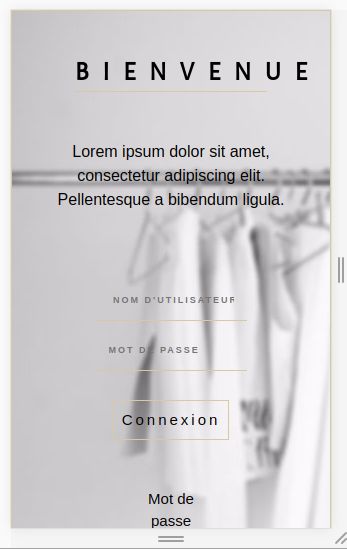 BIENVENUE
Lorem ipsum dolor sit amet,
consectetur adipiscing elit.
Pellentesque a bibendum ligula.
NOM D'UTILISATEUR
MOT DE PASSE
Connexion
Mot de
passe